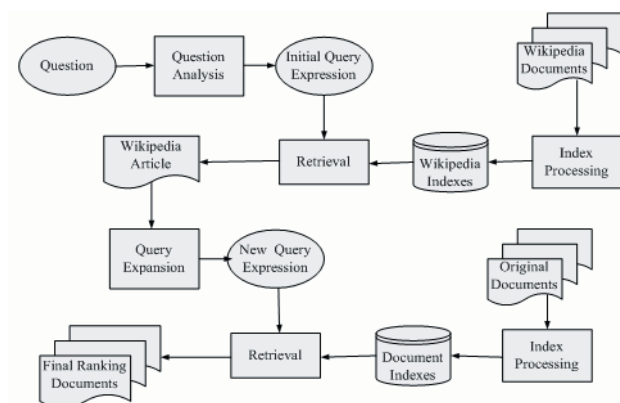 Question
Question
Analysis
Initial Query
Expression
Wikipedia
Documents
Wikipedia
Article
Retrieval
Wikipedia
Indexes
Index
Processing
Query
Expansion
New Query
Expression
Original
Documents
Final Ranking
Documents
Retrieval
Document
Indexes
Index
Processing